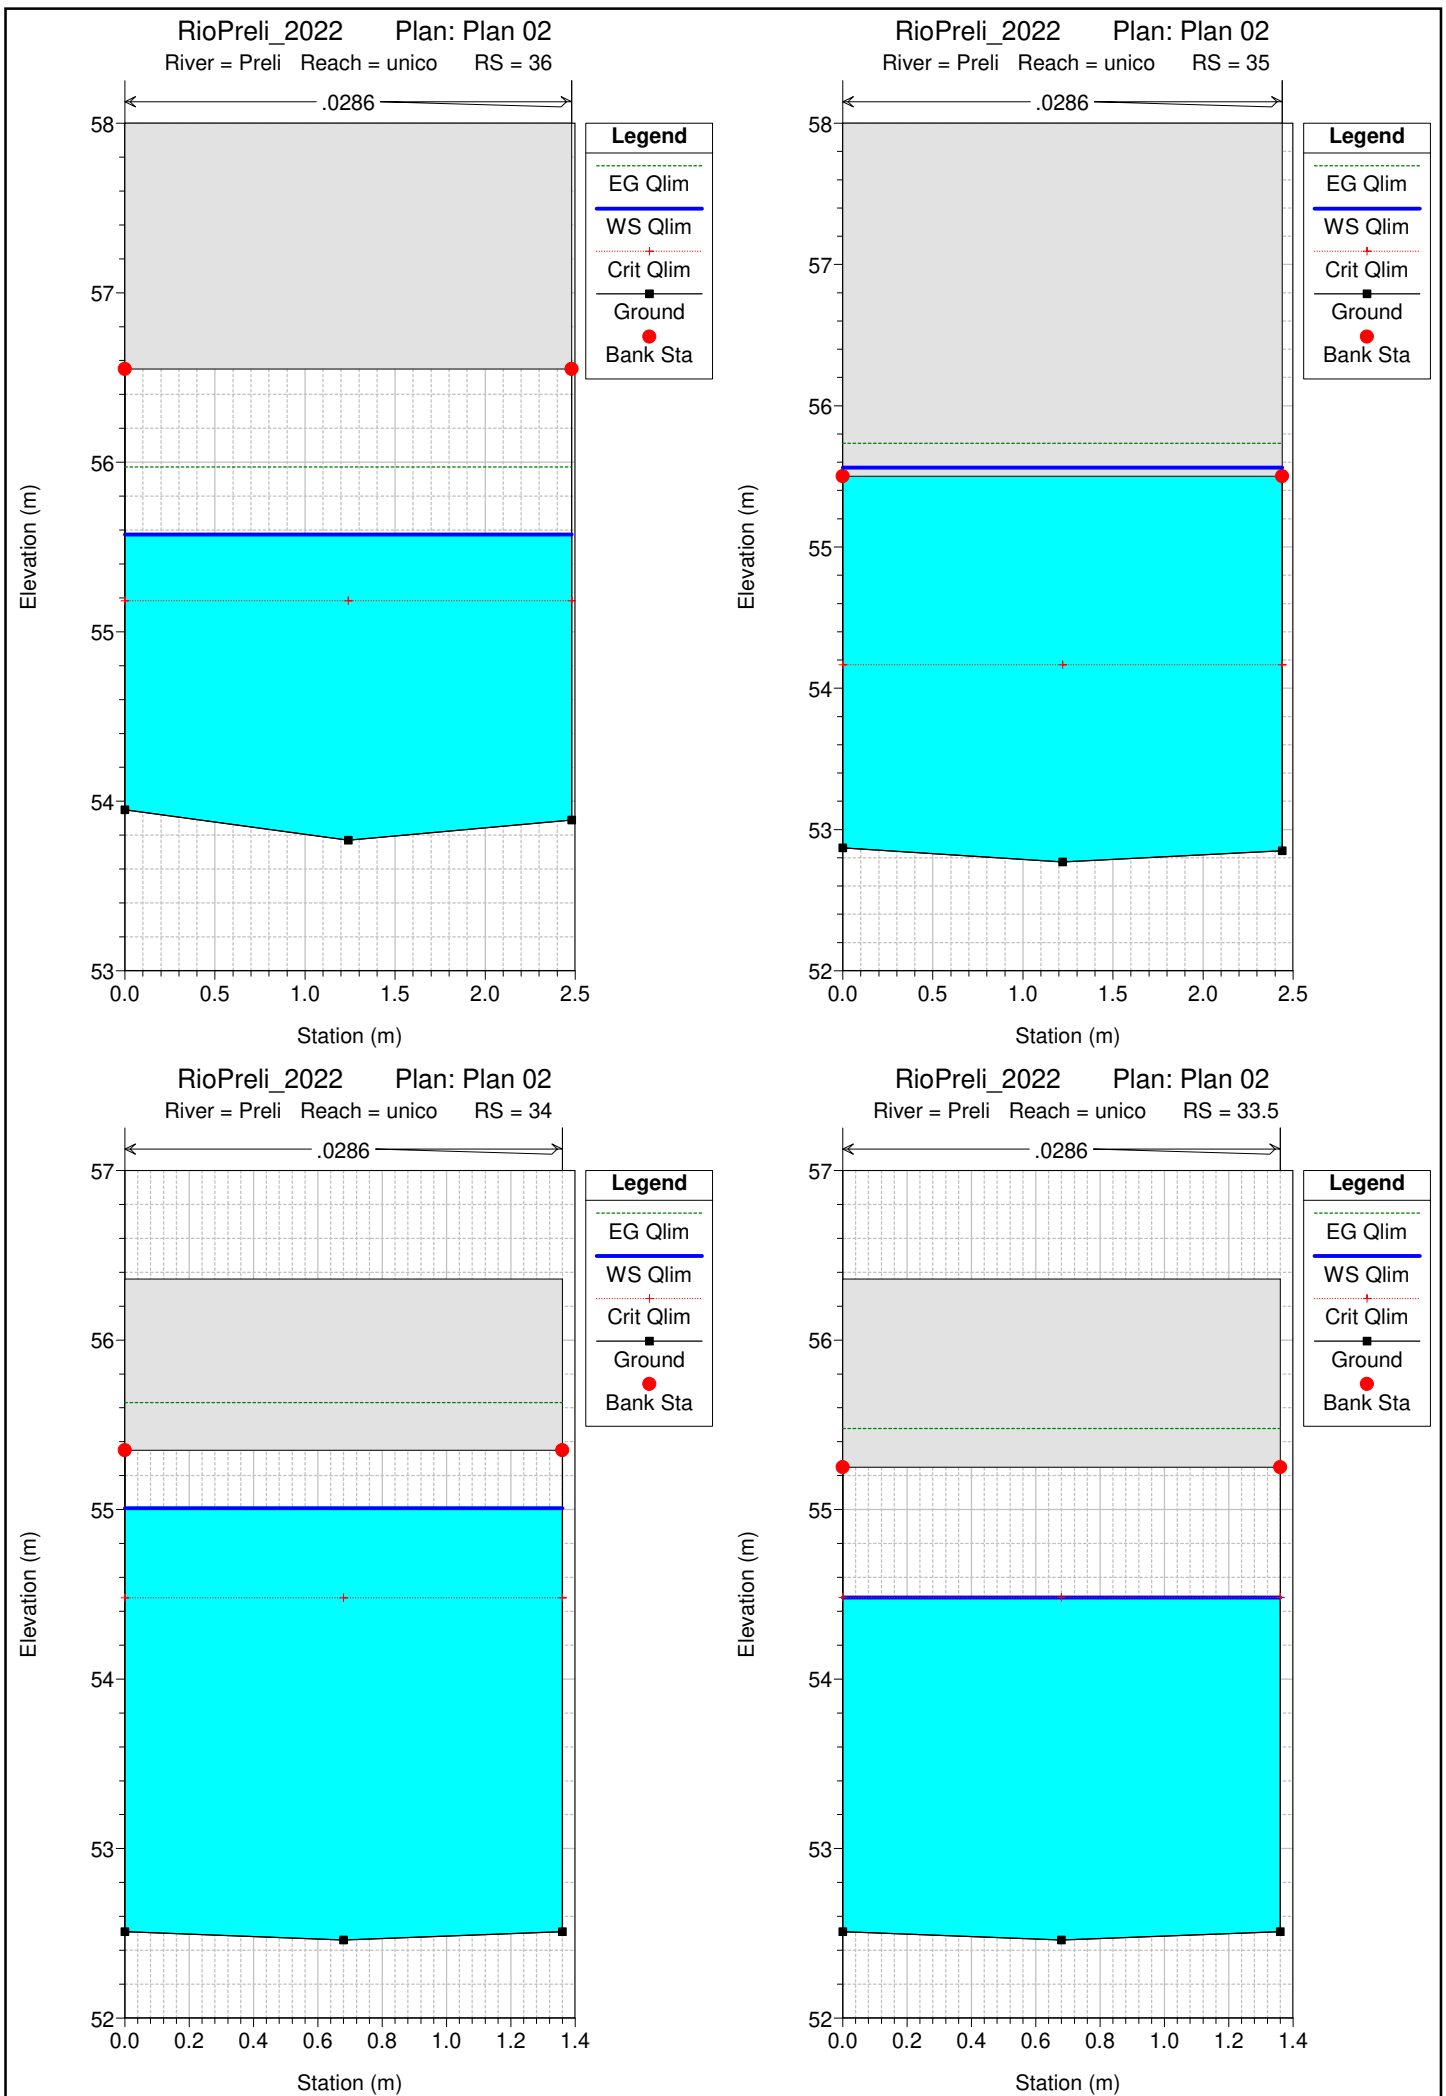 RioPreli_2022 Plan: Plan 02
River = Preli Reach = unico RS = 36
.0286
58
57
56
55
54
53
Elevation (m)
0.0 0.5 1.0 1.5 2.0 2.5
Station (m)
Legend
EG Qlim
WS Qlim
Crit Qlim
Ground
Bank Sta
RioPreli_2022 Plan: Plan 02
River = Preli Reach = unico RS = 35
.0286
58
57
56
55
54
53
52
Elevation (m)
0.0 0.5 1.0 1.5 2.0 2.5
Station (m)
Legend
EG Qlim
WS Qlim
Crit Qlim
Ground
Bank Sta
RioPreli_2022 Plan: Plan 02
River = Preli Reach = unico RS = 34
.0286
57
56
55
54
53
52
Elevation (m)
0.0 0.2 0.4 0.6 0.8 1.0 1.2 1.4
Station (m)
Legend
EG Qlim
WS Qlim
Crit Qlim
Ground
Bank Sta
RioPreli_2022 Plan: Plan 02
River = Preli Reach = unico RS = 33.5
.0286
57
56
55
54
53
52
Elevation (m)
0.0 0.2 0.4 0.6 0.8 1.0 1.2 1.4
Station (m)
Legend
EG Qlim
WS Qlim
Crit Qlim
Ground
Bank Sta